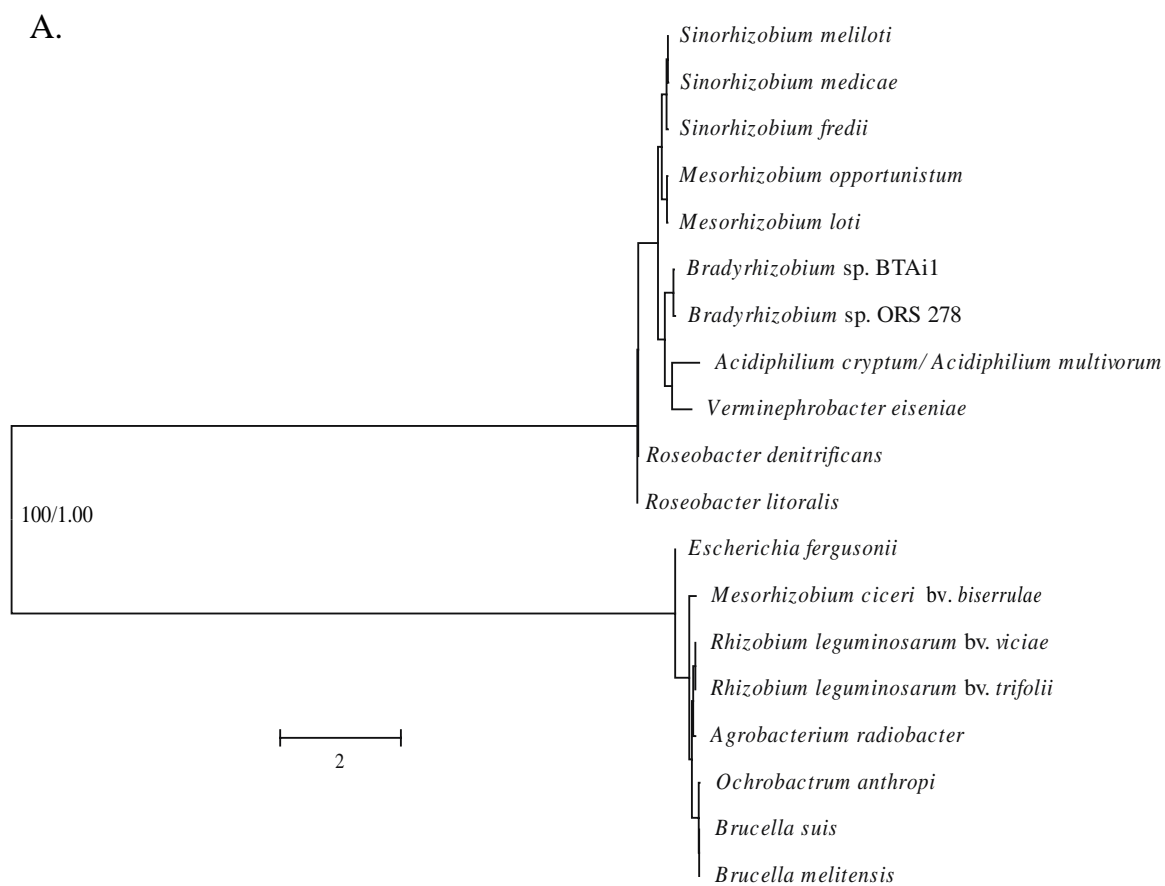 A.
Sinorhizobium meliloti
Sinorhizobium medicae
Sinorhizobium fredii
Mesorhizobium opportunistum
Mesorhizobium loti
Bradyrhizobium sp. BTAi1
Bradyrhizobium sp. ORS 278
Acidiphilium cryptum/ Acidiphilium multivorum
Verminephrobacter eiseniae
Roseobacter denitrificans
Roseobacter litoralis
100/1.00
Escherichia fergusonii
Mesorhizobium ciceri bv. biserrulae
Rhizobium leguminosarum bv. viciae
Rhizobium leguminosarum bv. trifolii
Agrobacterium radiobacter
2
Ochrobactrum anthropi
Brucella suis
Brucella melitensis